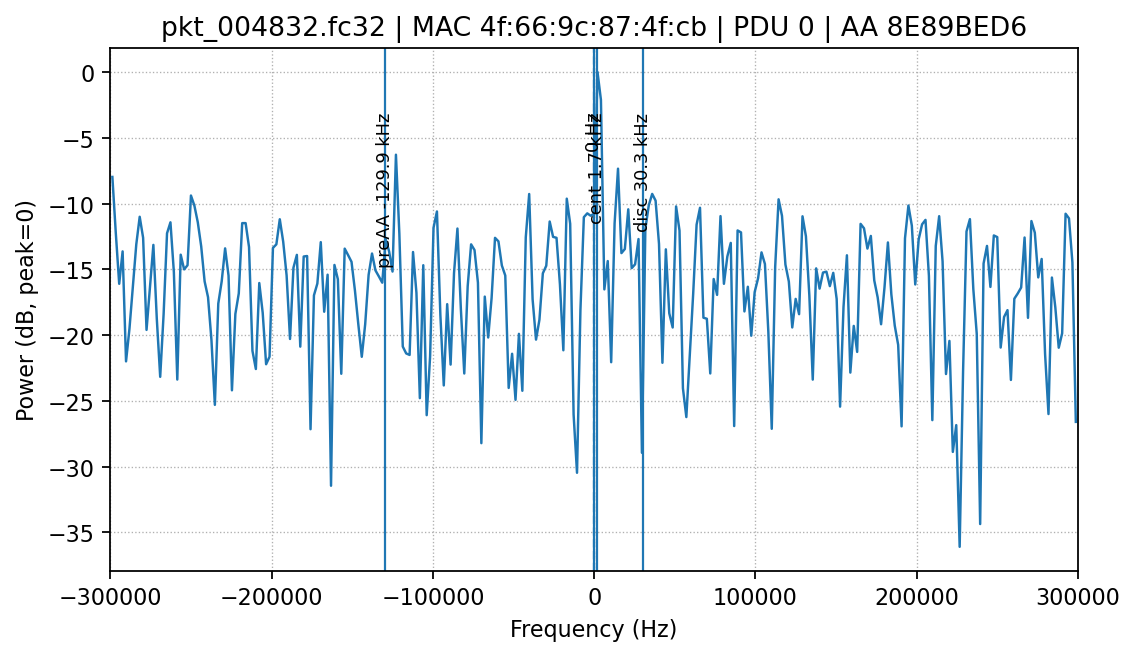 pkt_004832.fc32 | MAC 4f:66:9c:87:4f:cb | PDU 0 | AA 8E89BED6
Power (dB, peak=0)
0
−5
−10
−15
−20
−25
−30
−35
preAA -129.9 kHz
cent 1.70 kHz
disc 30.3 kHz
−300000
−200000
−100000
0
100000
200000
300000
Frequency (Hz)